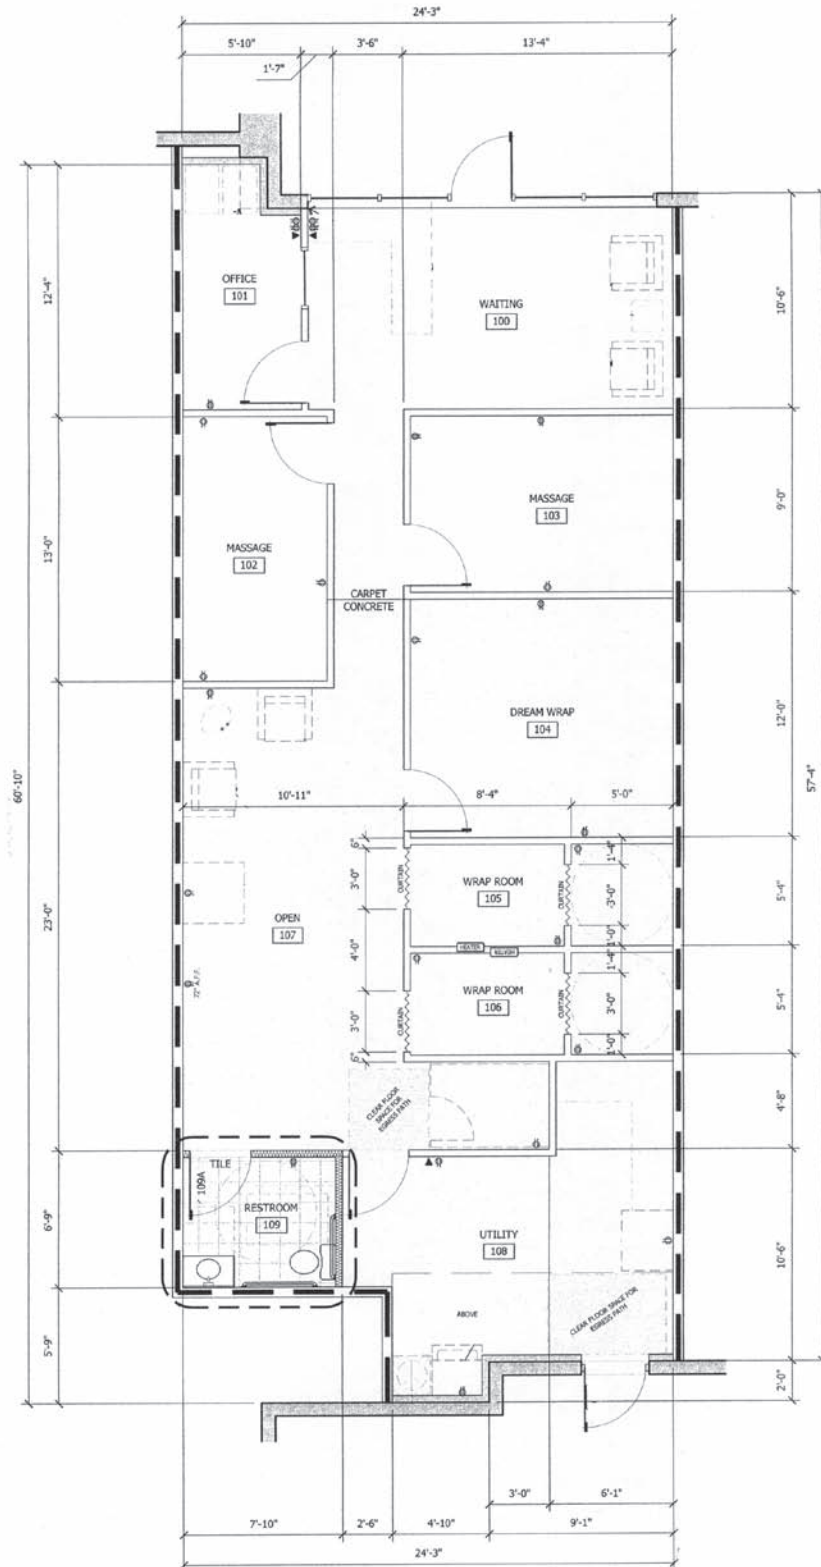 24'-3"
5'-10"
3'-6"
13'-4"
1'-7"
12'-4"
OFFICE
101
WAITING
100
10'-6"
MASSAGE
103
9'-0"
MASSAGE
102
13'-0"
CARPET
CONCRETE
DREAM WRAP
104
12'-0"
60'-10"
57'-4"
10'-11"
8'-4"
5'-0"
6"
3'-0"
CURTAIN
WRAP ROOM
105
CURTAIN
1'-4"
3'-0"
1'-0"
5'-4"
23'-0"
OPEN
107
4'-0"
HEATER
72" A.F.F.
3'-0"
CURTAIN
WRAP ROOM
106
CURTAIN
1'-4"
3'-0"
1'-0"
5'-4"
6"
CLEAR FLOOR
SPACE FOR
EGRESS PATH
4'-8"
TILE
109A
RESTROOM
109
6'-9"
UTILITY
108
10'-6"
ABOVE
CLEAR FLOOR SPACE FOR
EGRESS PATH
5'-9"
2'-0"
3'-0"
6'-1"
7'-10"
2'-6"
4'-10"
9'-1"
24'-3"